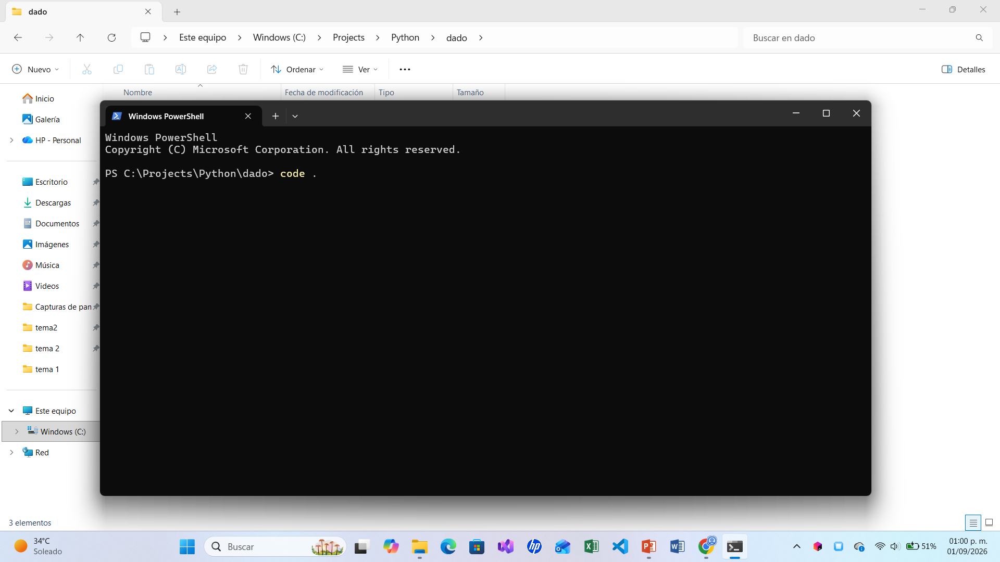 dado
Este equipo
Windows (C:)
Projects
Python
dado
Buscar en dado
Nuevo
Ordenar
Ver
Detalles
Nombre
Fecha de modificación
Tipo
Tamaño
Inicio
Galería
HP - Personal
Escritorio
Descargas
Documentos
Imágenes
Música
Videos
Capturas de pan
tema2
tema 2
tema 1
Este equipo
Windows (C:)
Red
Windows PowerShell
Windows PowerShell
Copyright (C) Microsoft Corporation. All rights reserved.
PS C:\Projects\Python\dado> code .
3 elementos
34°C
Soleado
Buscar
51%
01:00 p. m.
01/09/2026